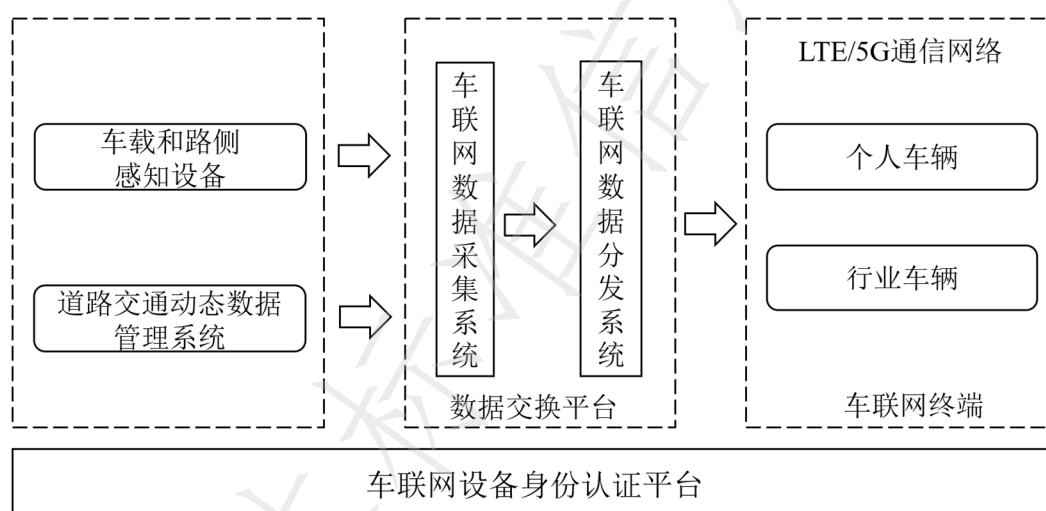 车载和路侧
感知设备
道路交通动态数据
管理系统
车联网数据采集系统
车联网数据分发系统
数据交换平台
LTE/5G通信网络
个人车辆
行业车辆
车联网终端
车联网设备身份认证平台